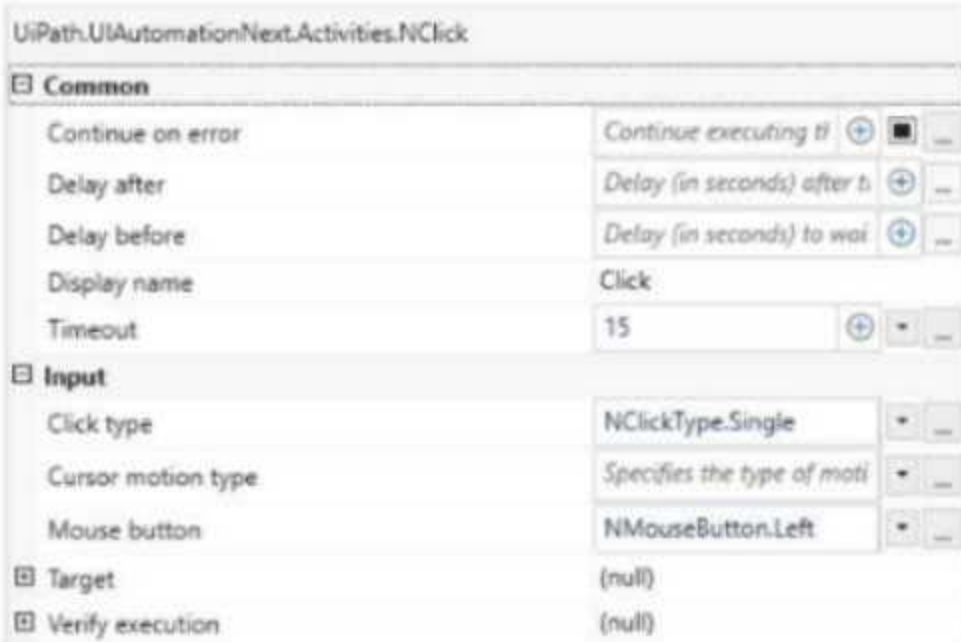 UiPath.UIAutomationNext.Activities.NClick
Common
Continue on error Continue executing th ...
Delay after Delay (in seconds) after t ...
Delay before Delay (in seconds) to wai ...
Display name Click
Timeout 15 ...
Input
Click type NClickType.Single ...
Cursor motion type Specifies the type of moti ...
Mouse button NMouseButton.Left ...
Target (null)
Verify execution (null)